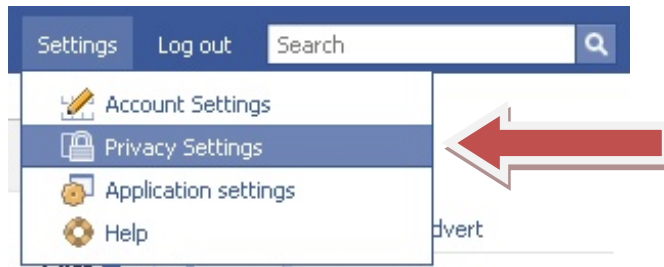 Settings Log out Search
Account Settings
Privacy Settings
Application settings
Help
dvert